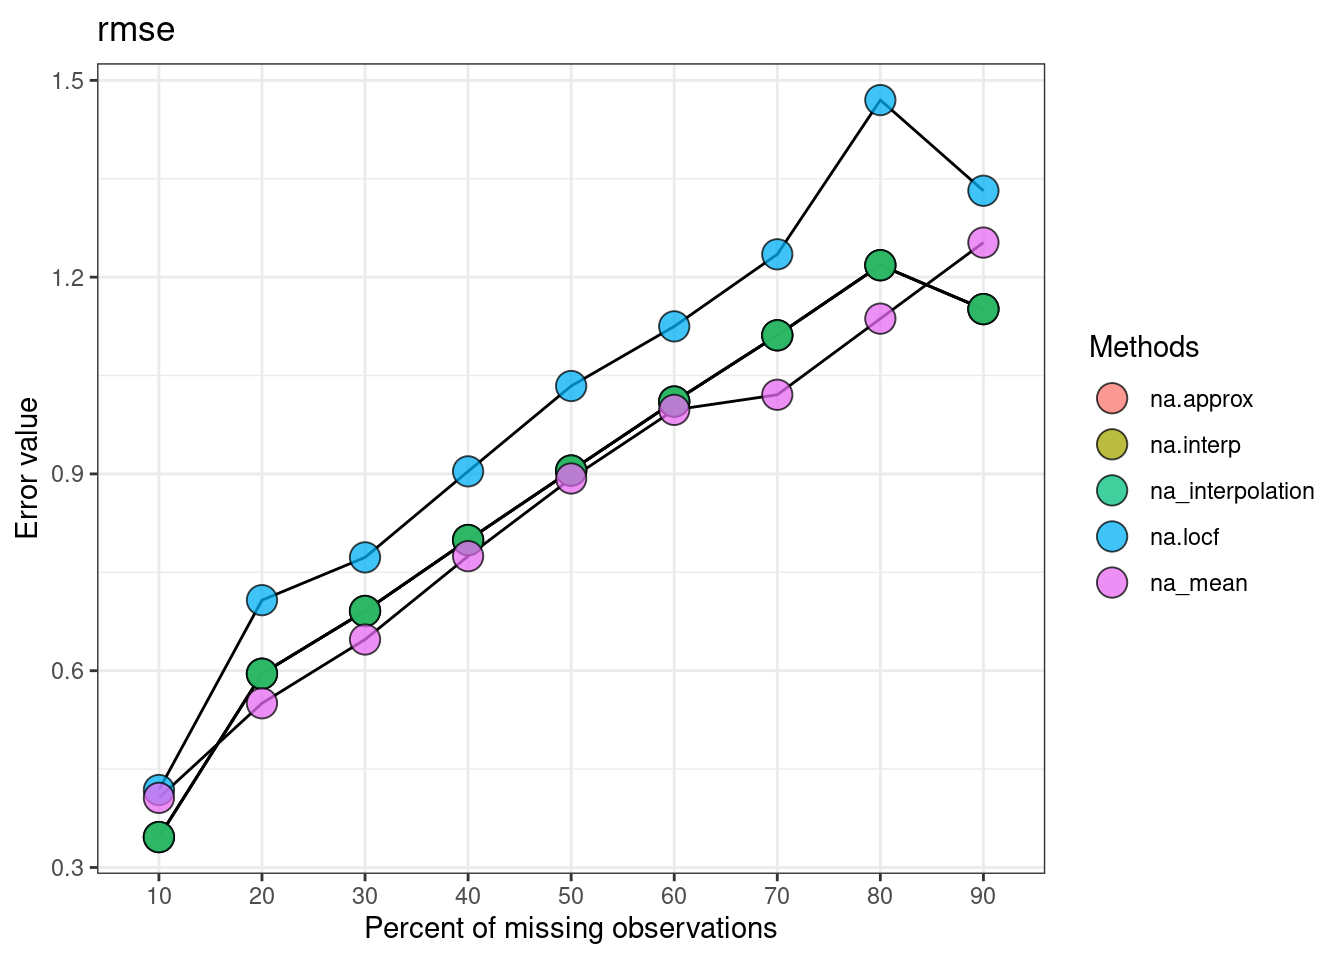 rmse
1.5
1.2
0.9
0.6
0.3
Error value
10 20 30 40 50 60 70 80 90
Percent of missing observations
Methods
na.approx
na.interp
na_interpolation
na.locf
na_mean